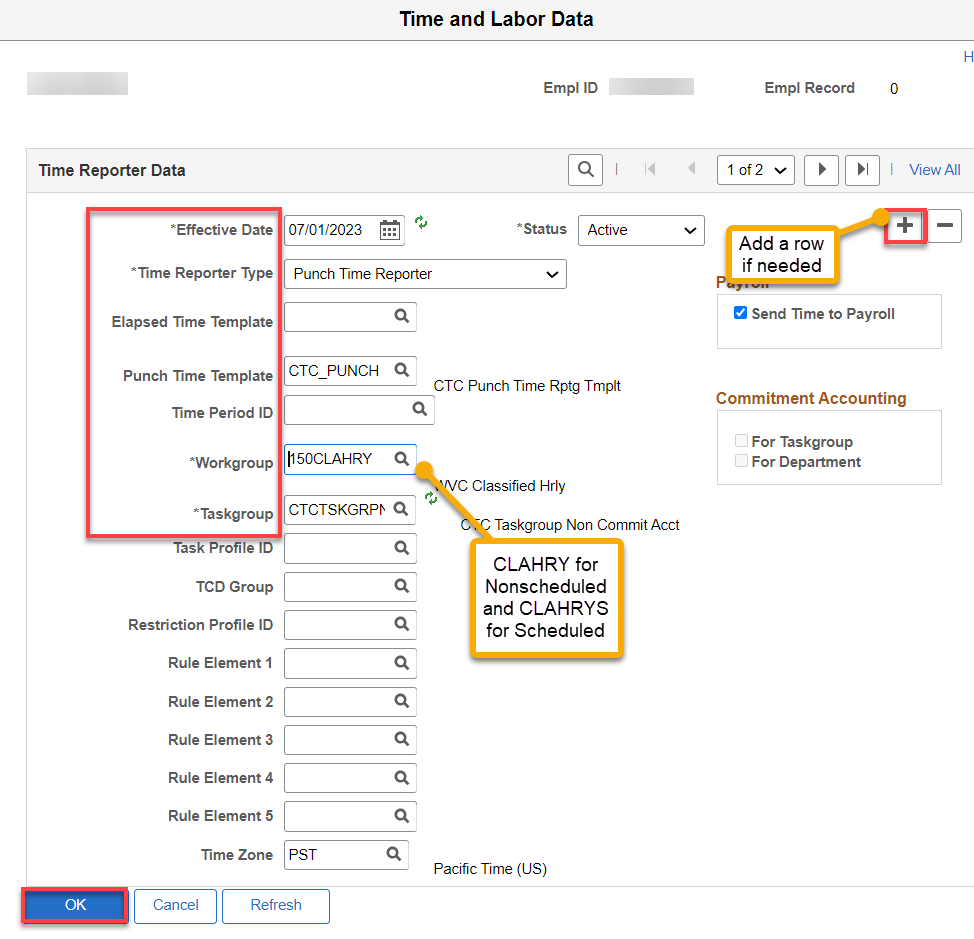 Time and Labor Data
H
Empl ID
Empl Record 0
Time Reporter Data
1 of 2
View All
*Effective Date 07/01/2023
*Status Active
Add a row
if needed
*Time Reporter Type Punch Time Reporter
Payroll
Send Time to Payroll
Elapsed Time Template
Punch Time Template CTC_PUNCH
CTC Punch Time Rptg Tmplt
Time Period ID
Commitment Accounting
For Taskgroup
For Department
*Workgroup 150CLAHRY
WVC Classified Hrly
*Taskgroup CTCTSKGRPN
CTC Taskgroup Non Commit Acct
CLAHRY for
Nonscheduled
and CLAHRYS
for Scheduled
Task Profile ID
TCD Group
Restriction Profile ID
Rule Element 1
Rule Element 2
Rule Element 3
Rule Element 4
Rule Element 5
Time Zone PST
Pacific Time (US)
OK
Cancel
Refresh